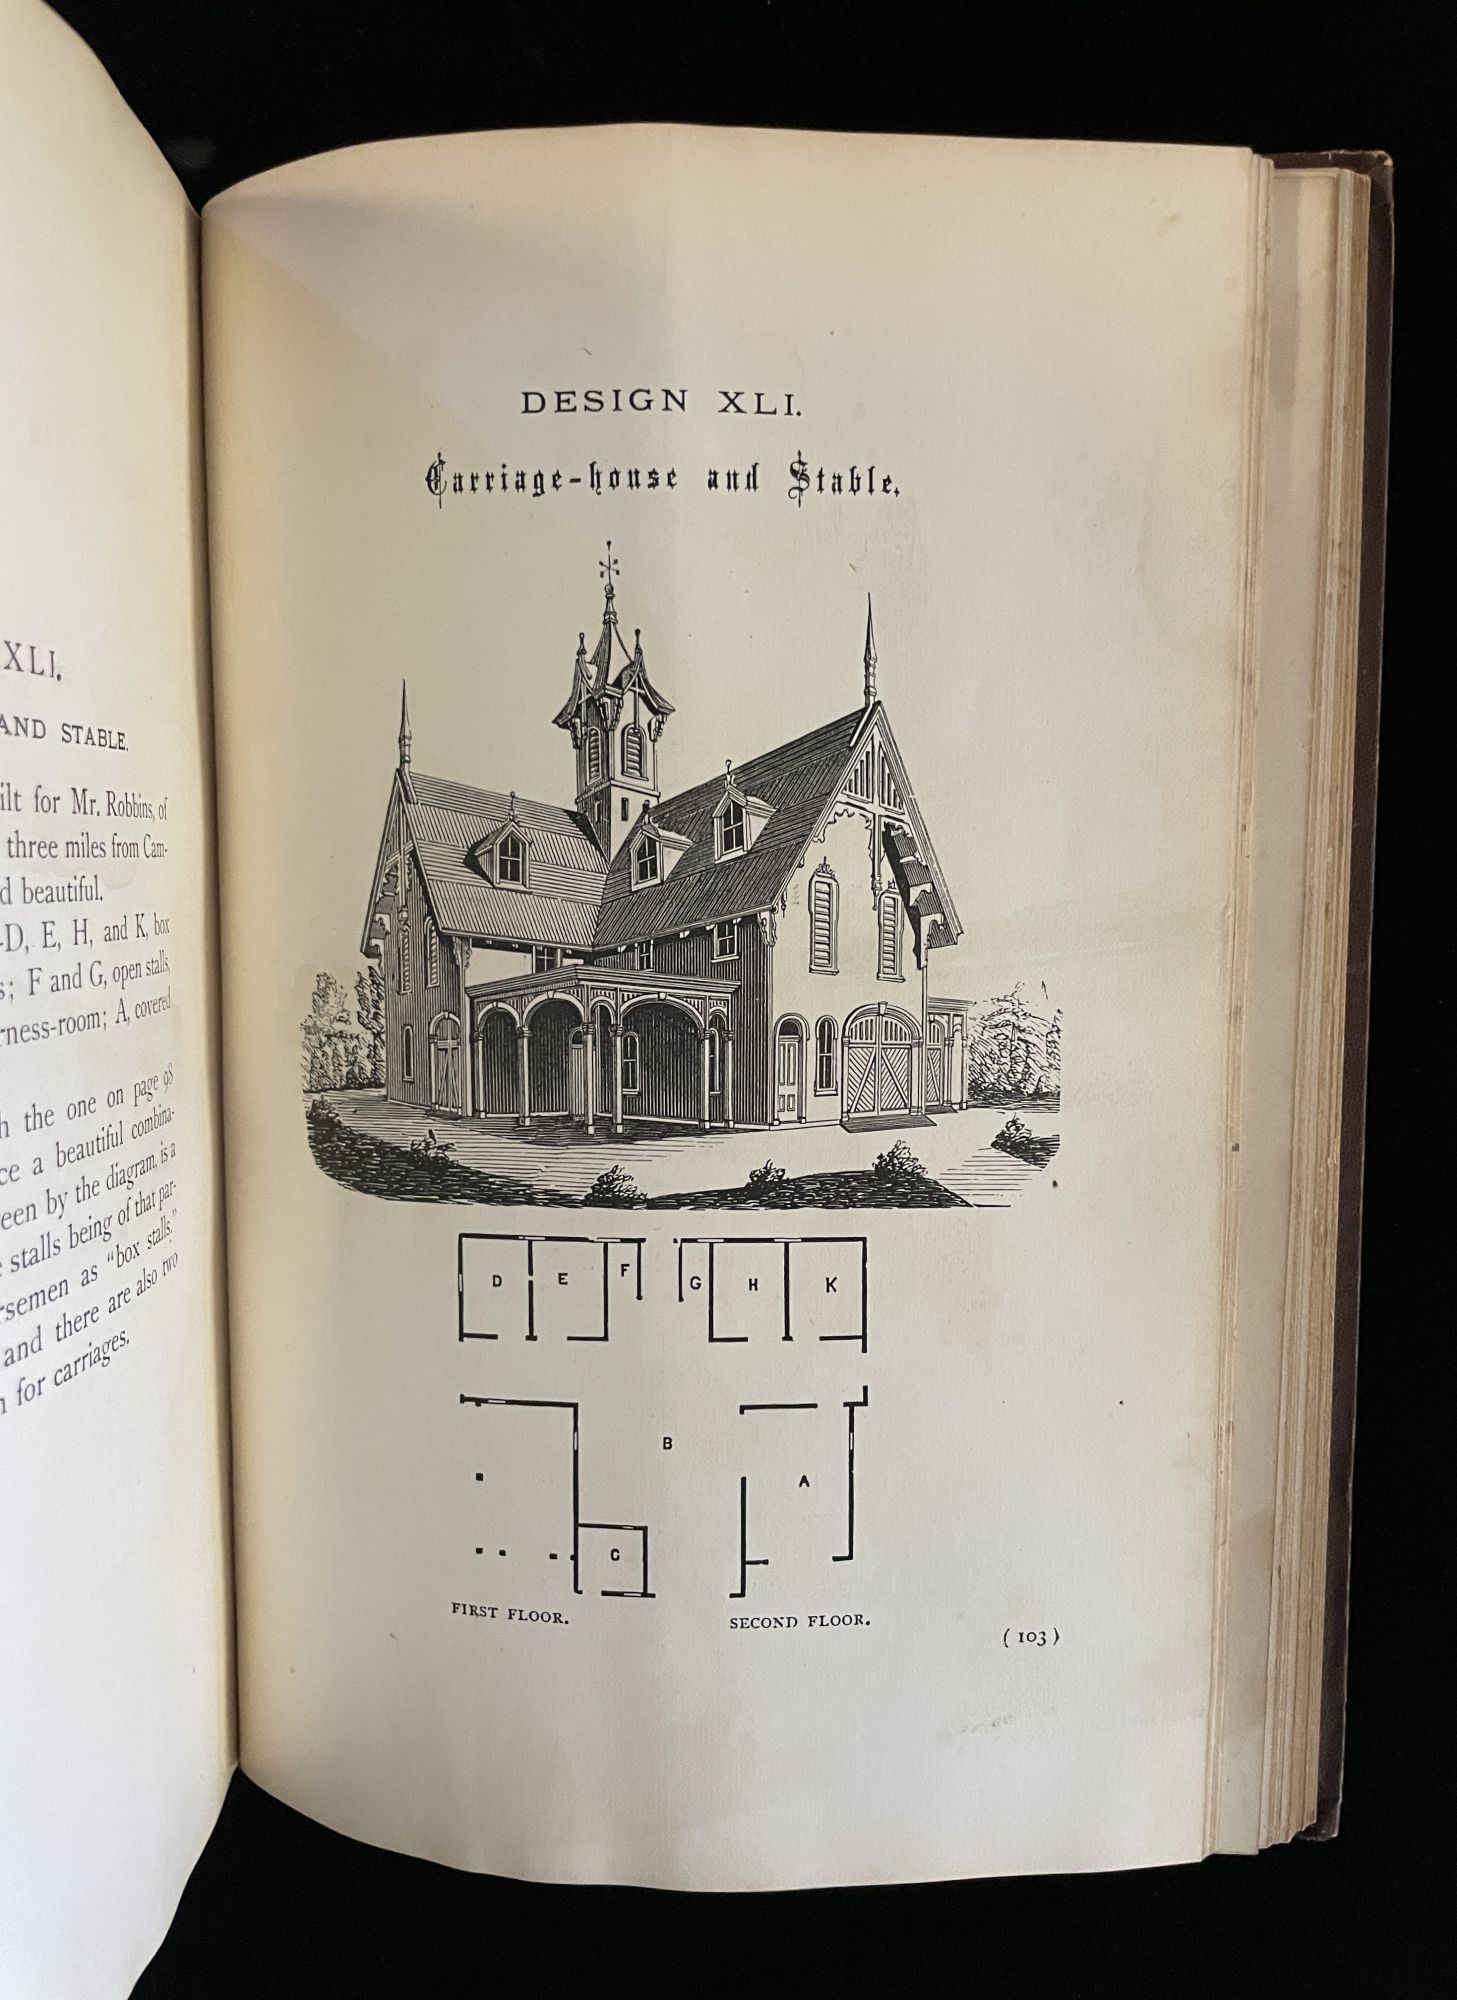 XLI.
AND STABLE.
ilt for Mr. Robbins, of
three miles from Cam-
d beautiful.
-D, E, H, and K, box
s; F and G, open stalls,
rness-room; A, covered
h the one on page 98
ce a beautiful combina-
een by the diagram, is a
e stalls being of that par-
rsemen as "box stalls,"
and there are also two
n for carriages.
DESIGN XLI.
Carriage-house and Stable.
D E F G H K
B
A
C
FIRST FLOOR. SECOND FLOOR.
(103)